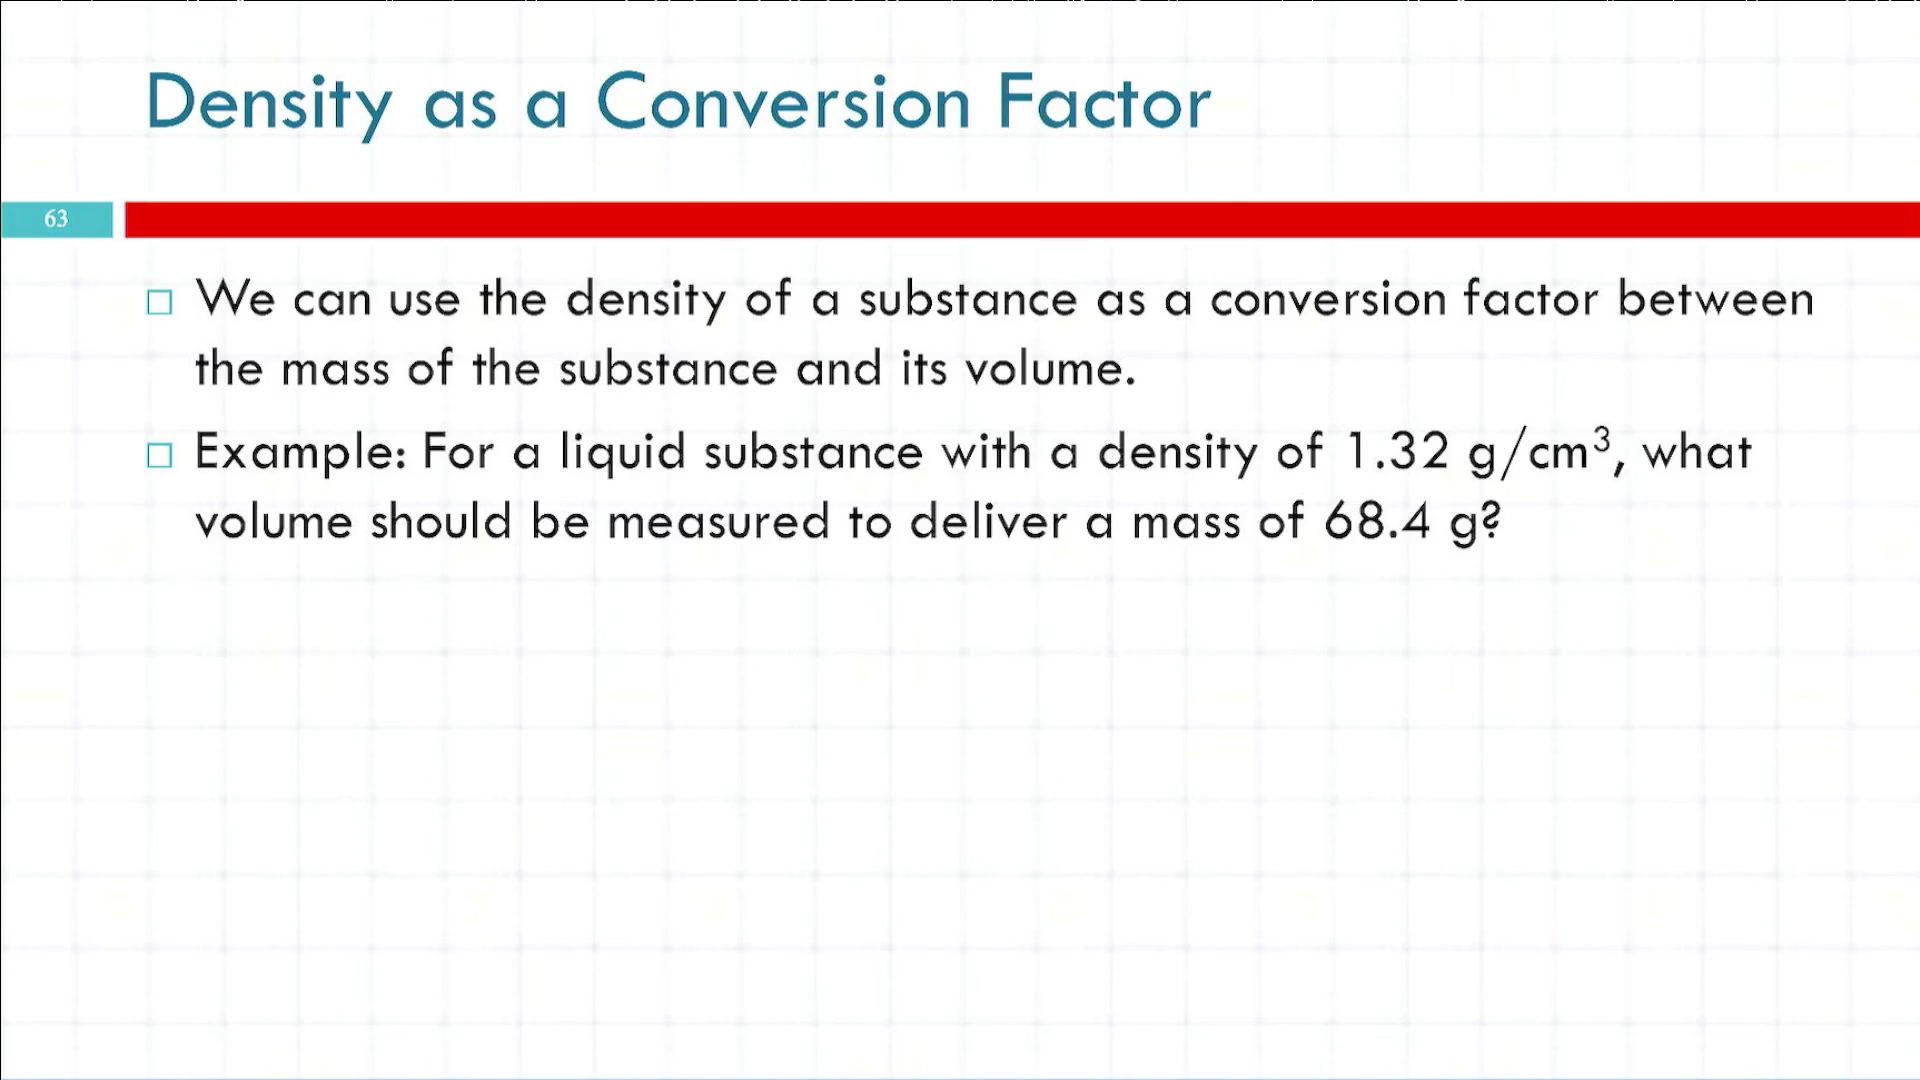 Density as a Conversion Factor
63
We can use the density of a substance as a conversion factor between
the mass of the substance and its volume.
Example: For a liquid substance with a density of 1.32 g/cm³, what
volume should be measured to deliver a mass of 68.4 g?